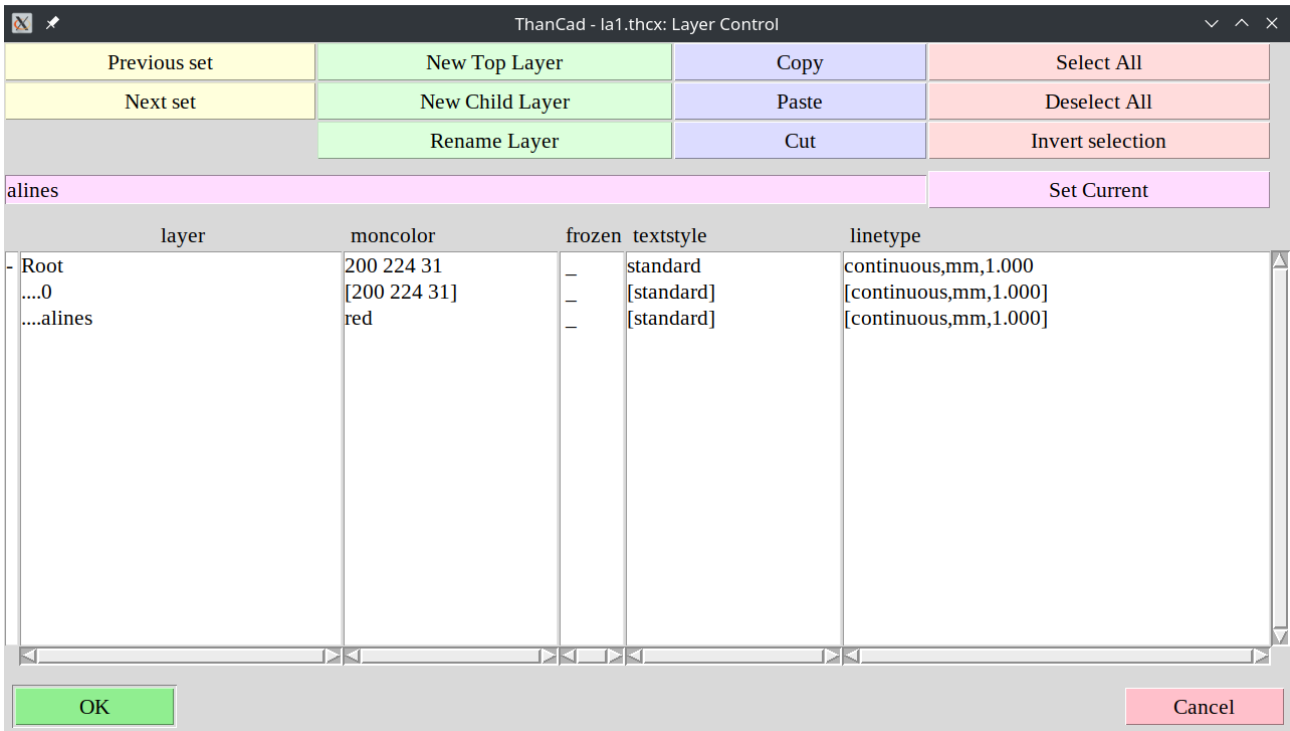 ThanCad - la1.thcx: Layer Control
Previous set New Top Layer Copy Select All
Next set New Child Layer Paste Deselect All
Rename Layer Cut Invert selection
alines Set Current
layer moncolor frozen textstyle linetype
- Root 200 224 31 _ standard continuous,mm,1.000
....0 [200 224 31] _ [standard] [continuous,mm,1.000]
....alines red _ [standard] [continuous,mm,1.000]
OK Cancel